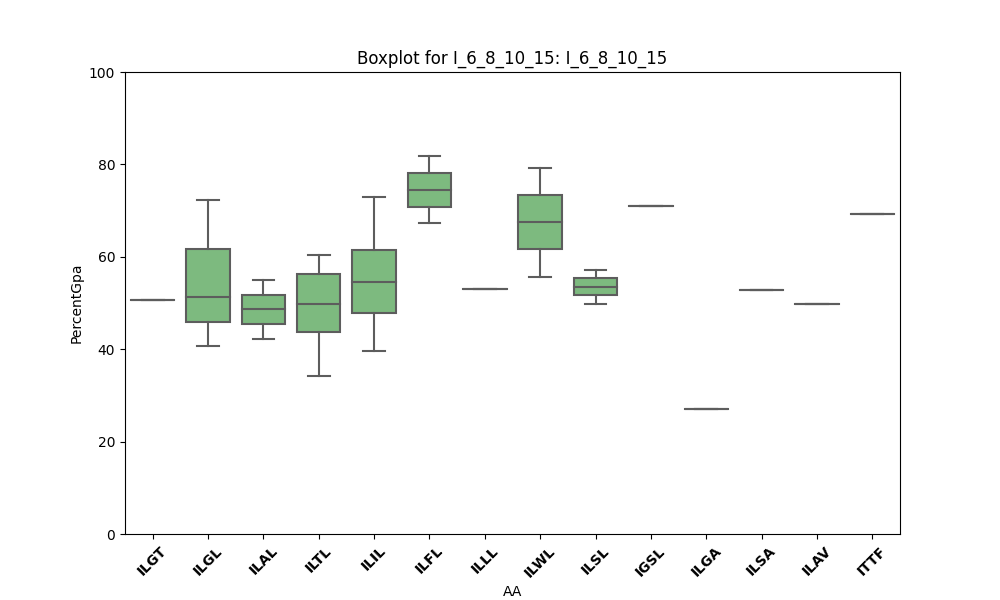 Boxplot for I_6_8_10_15: I_6_8_10_15
100
80
60
40
20
0
PercentGpa
ILGT ILGL ILAL ILTL ILIL ILFL ILLL ILWL ILSL IGSL ILGA ILSA ILAV ITTF
AA